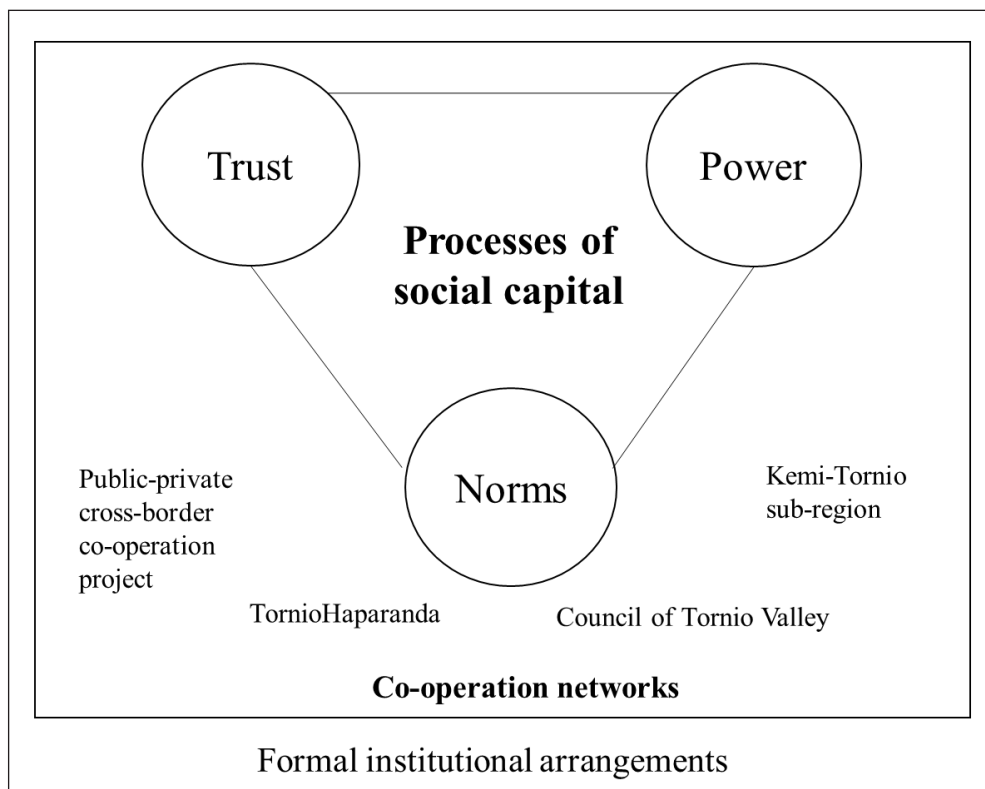 Trust
Power
Processes of
social capital
Norms
Public-private
cross-border
co-operation
project
Kemi-Tornio
sub-region
TornioHaparanda
Council of Tornio Valley
Co-operation networks
Formal institutional arrangements